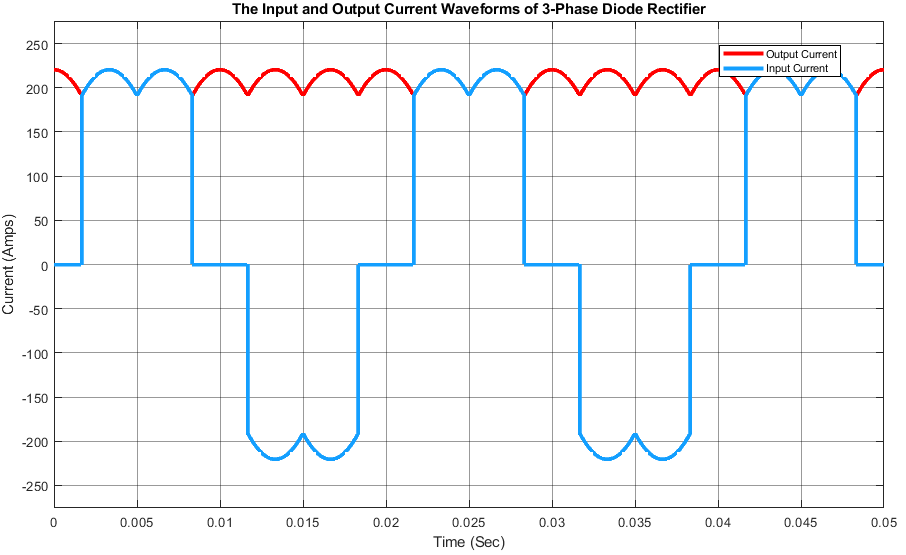 The Input and Output Current Waveforms of 3-Phase Diode Rectifier
Output Current
Input Current
250
200
150
100
50
0
-50
-100
-150
-200
-250
Current (Amps)
0 0.005 0.01 0.015 0.02 0.025 0.03 0.035 0.04 0.045 0.05
Time (Sec)